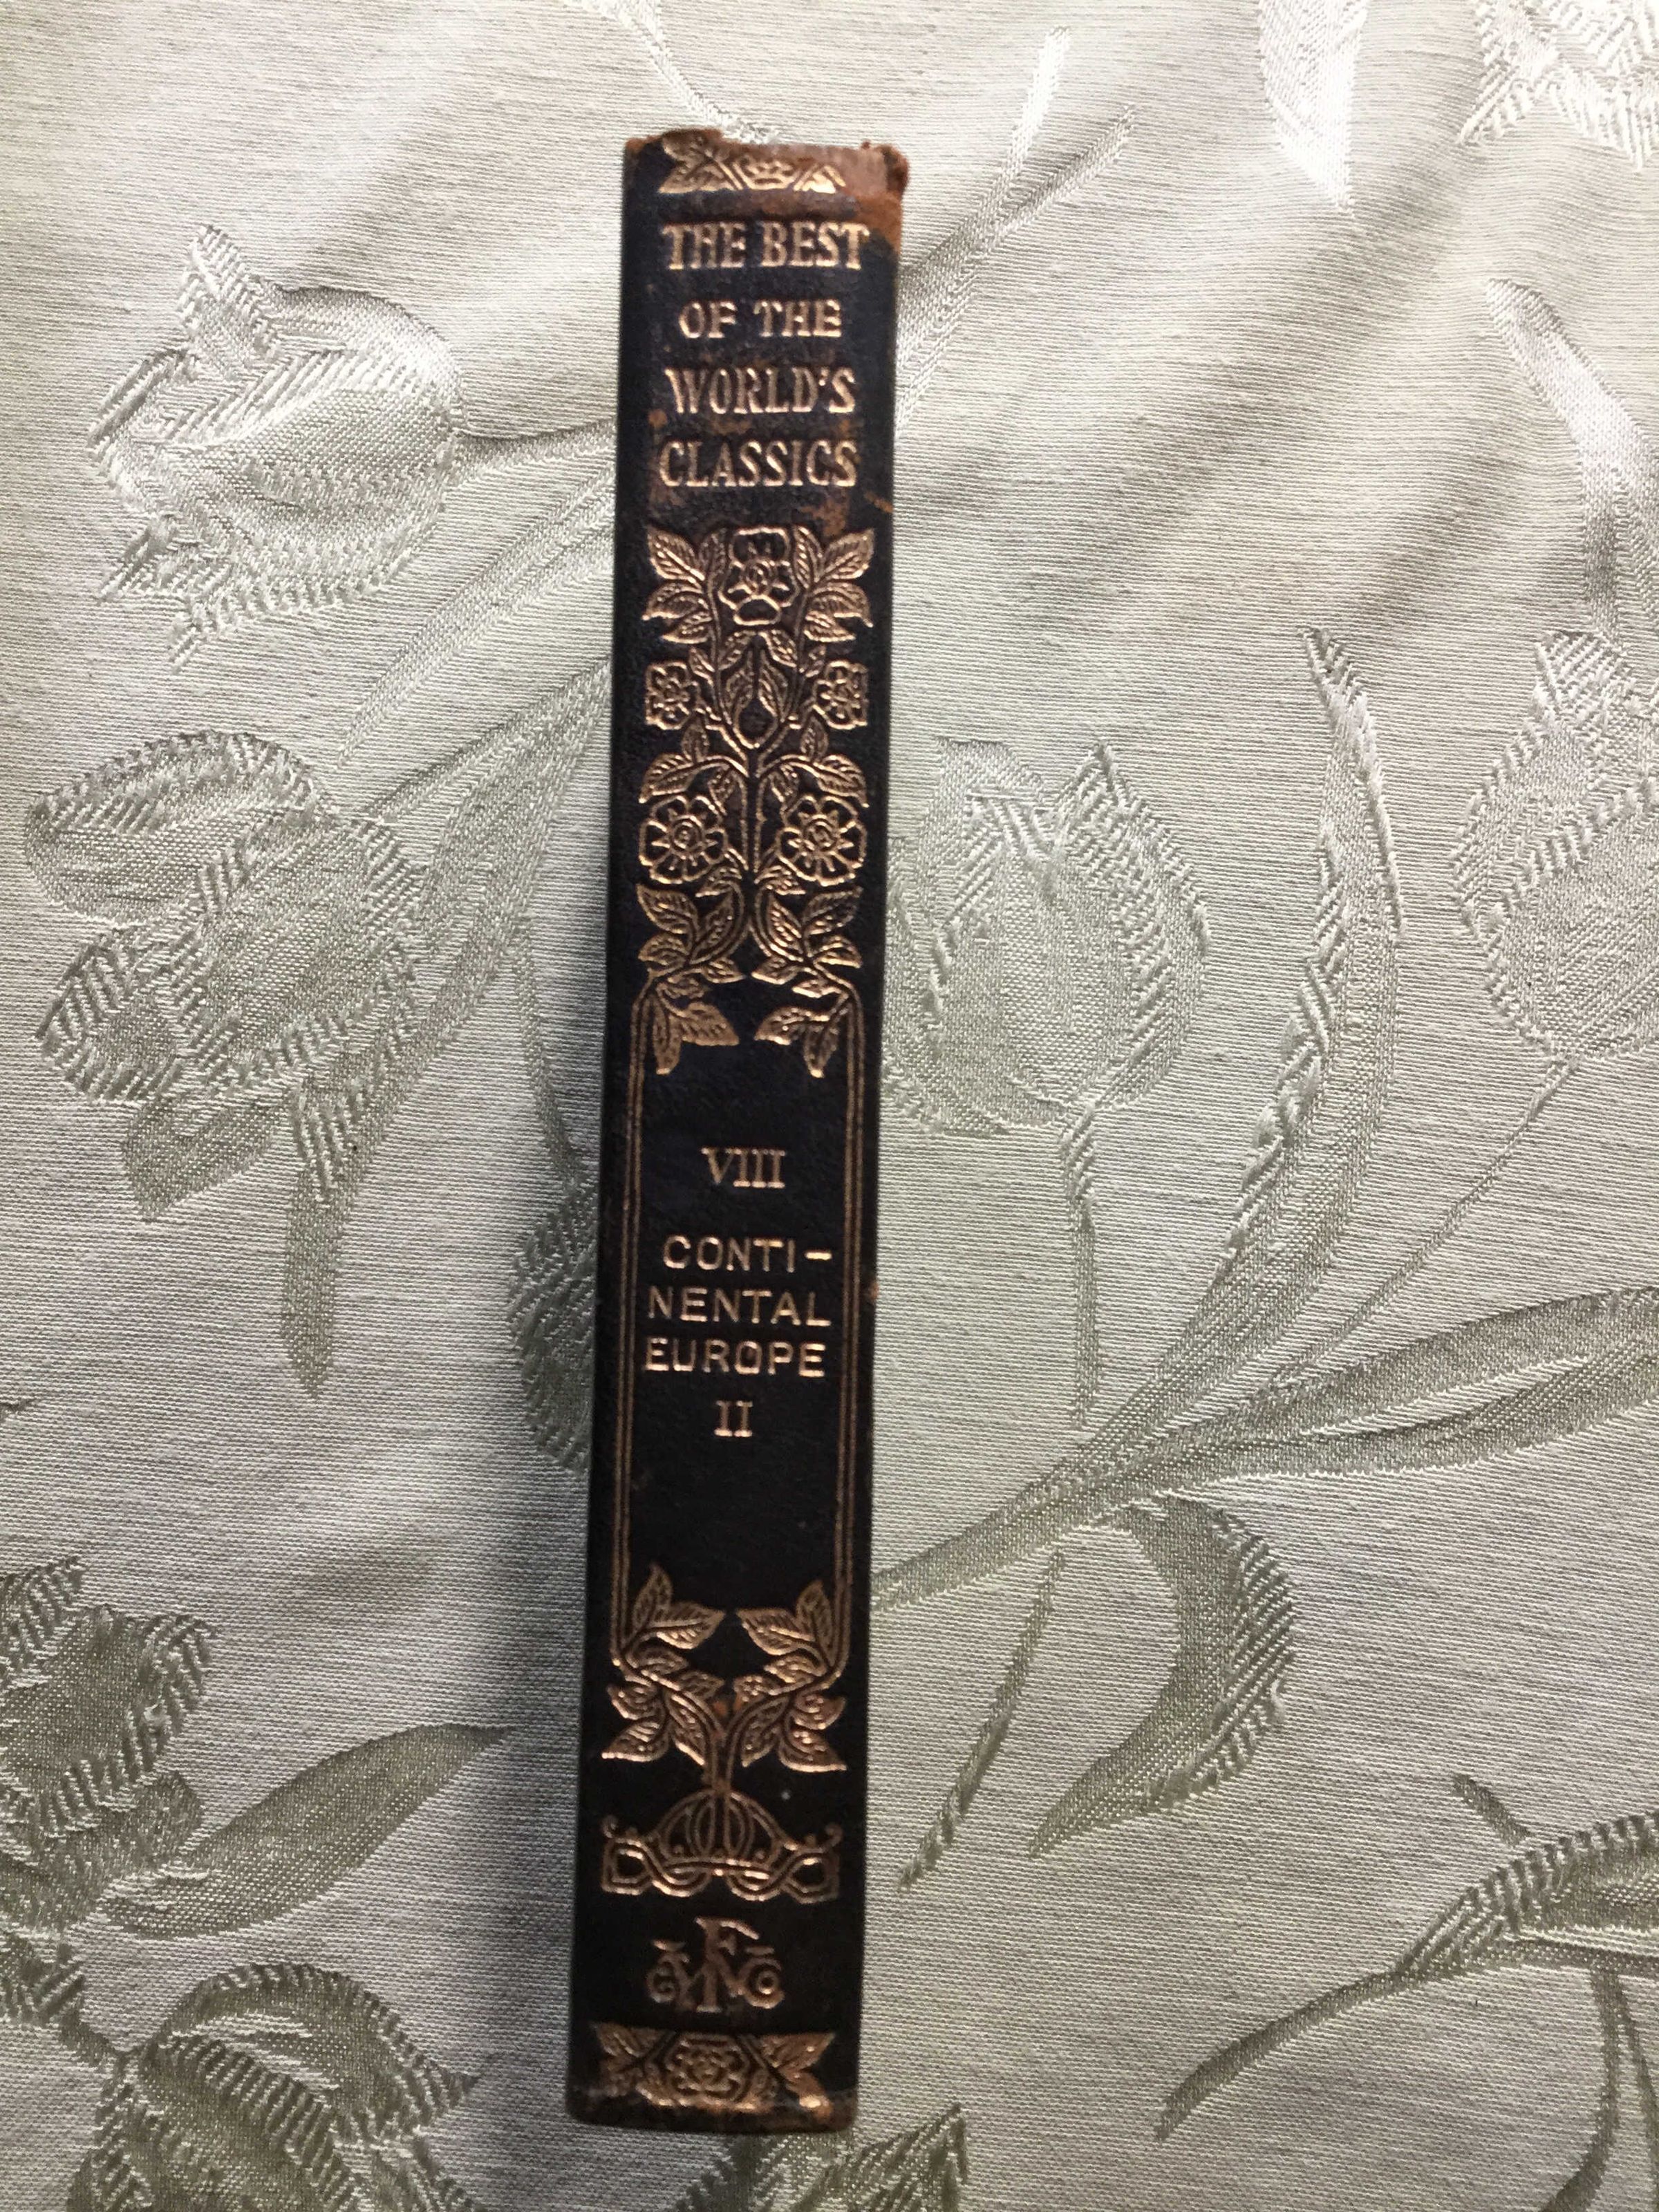 THE BEST
OF THE
WORLD'S
CLASSICS
VIII
CONTI-
NENTAL
EUROPE
II